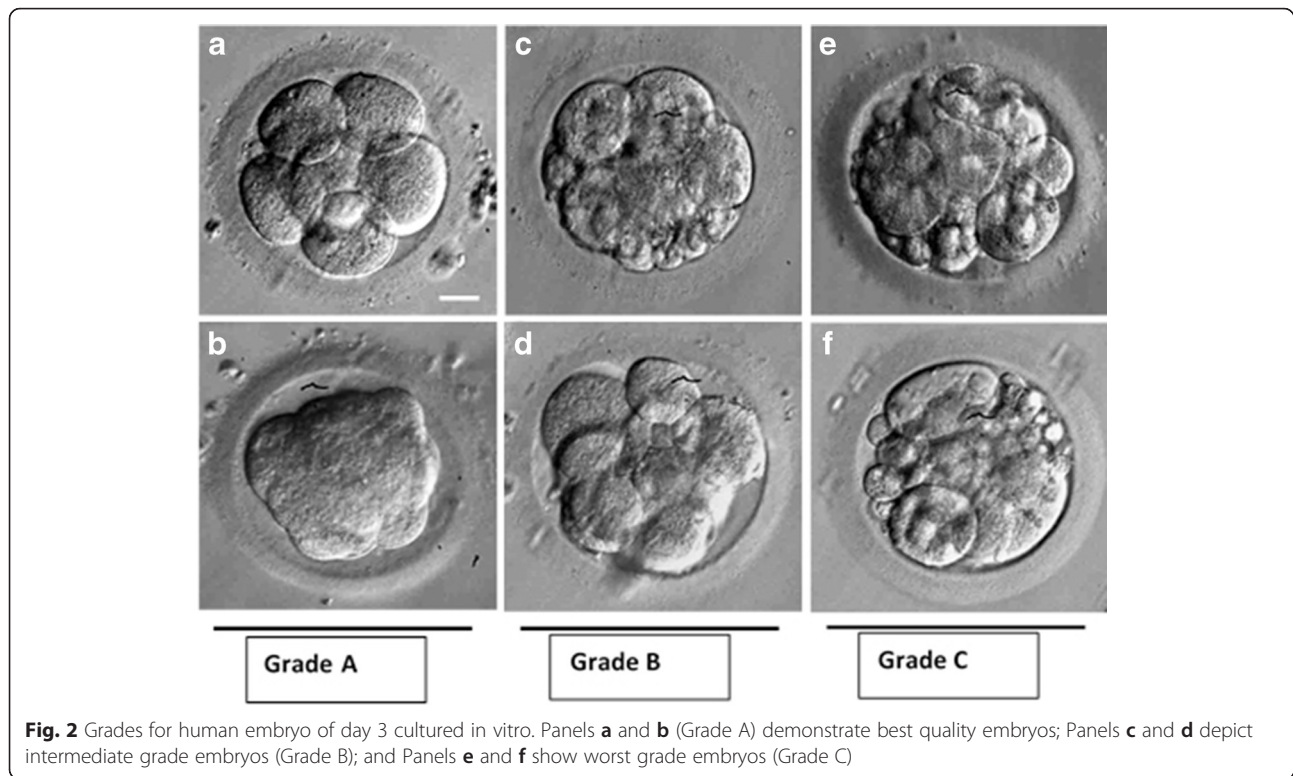 a
c
e
b
d
f
Grade A
Grade B
Grade C
Fig. 2 Grades for human embryo of day 3 cultured in vitro. Panels a and b (Grade A) demonstrate best quality embryos; Panels c and d depict
intermediate grade embryos (Grade B); and Panels e and f show worst grade embryos (Grade C)